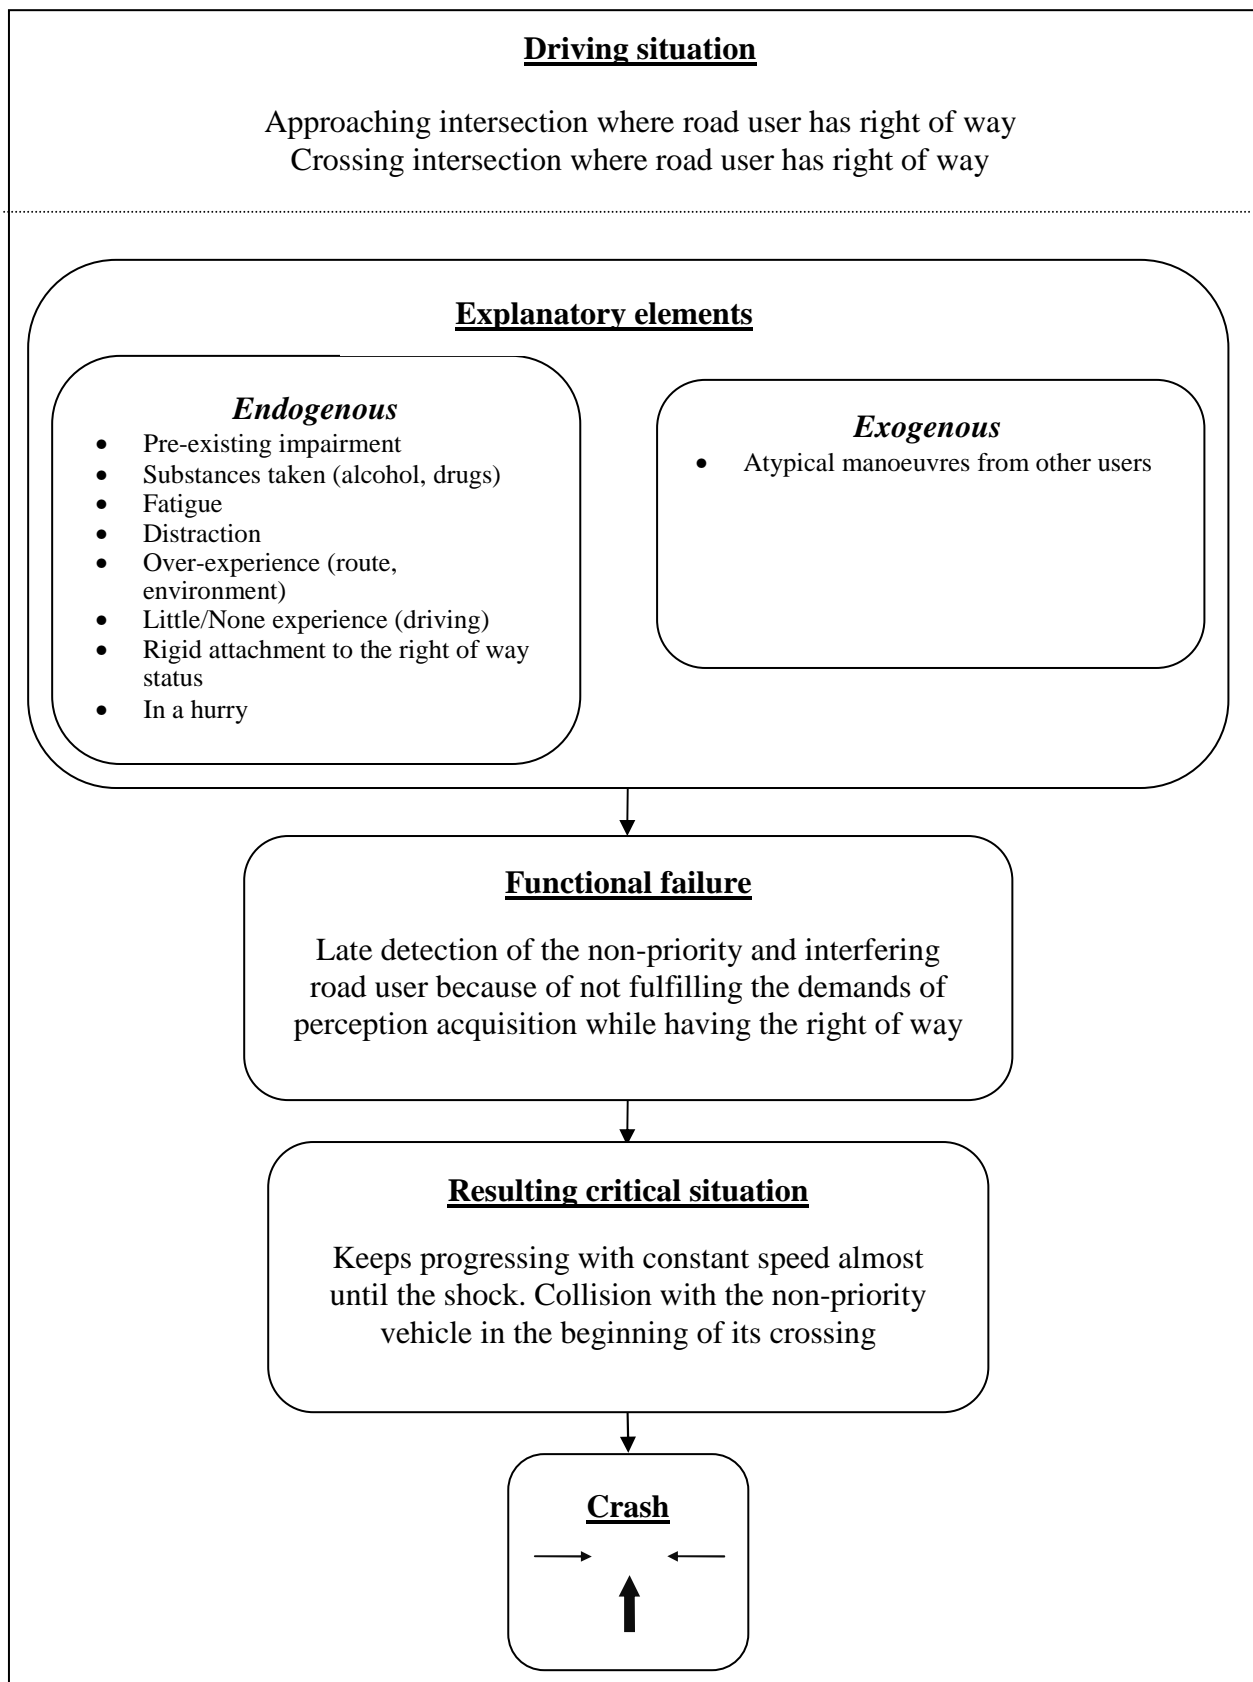 Driving situation
Approaching intersection where road user has right of way
Crossing intersection where road user has right of way
Explanatory elements
Endogenous
• Pre-existing impairment
• Substances taken (alcohol, drugs)
• Fatigue
• Distraction
• Over-experience (route,
environment)
• Little/None experience (driving)
• Rigid attachment to the right of way
status
• In a hurry
Exogenous
• Atypical manoeuvres from other users
Functional failure
Late detection of the non-priority and interfering
road user because of not fulfilling the demands of
perception acquisition while having the right of way
Resulting critical situation
Keeps progressing with constant speed almost
until the shock. Collision with the non-priority
vehicle in the beginning of its crossing
Crash